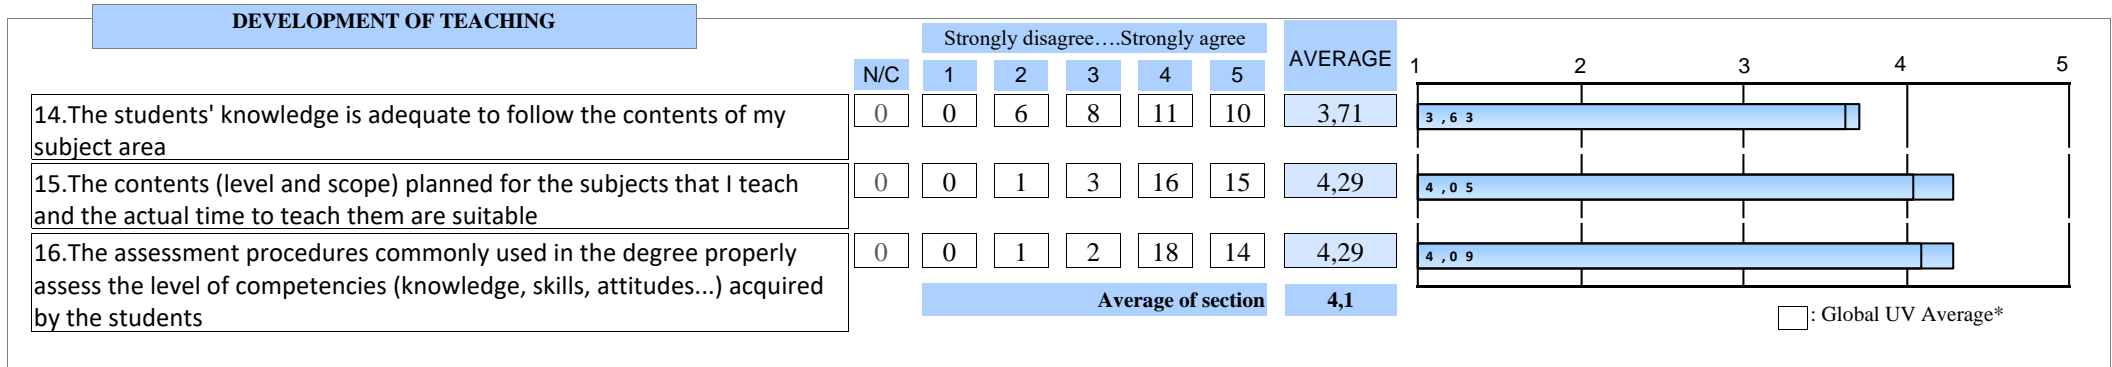 DEVELOPMENT OF TEACHING
Strongly disagree….Strongly agree
AVERAGE
N/C 1 2 3 4 5
1 2 3 4 5
14.The students' knowledge is adequate to follow the contents of my
subject area
0 0 6 8 11 10 3,71
3,63
15.The contents (level and scope) planned for the subjects that I teach
and the actual time to teach them are suitable
0 0 1 3 16 15 4,29
4,05
16.The assessment procedures commonly used in the degree properly
assess the level of competencies (knowledge, skills, attitudes...) acquired
by the students
0 0 1 2 18 14 4,29
4,09
Average of section 4,1
: Global UV Average*